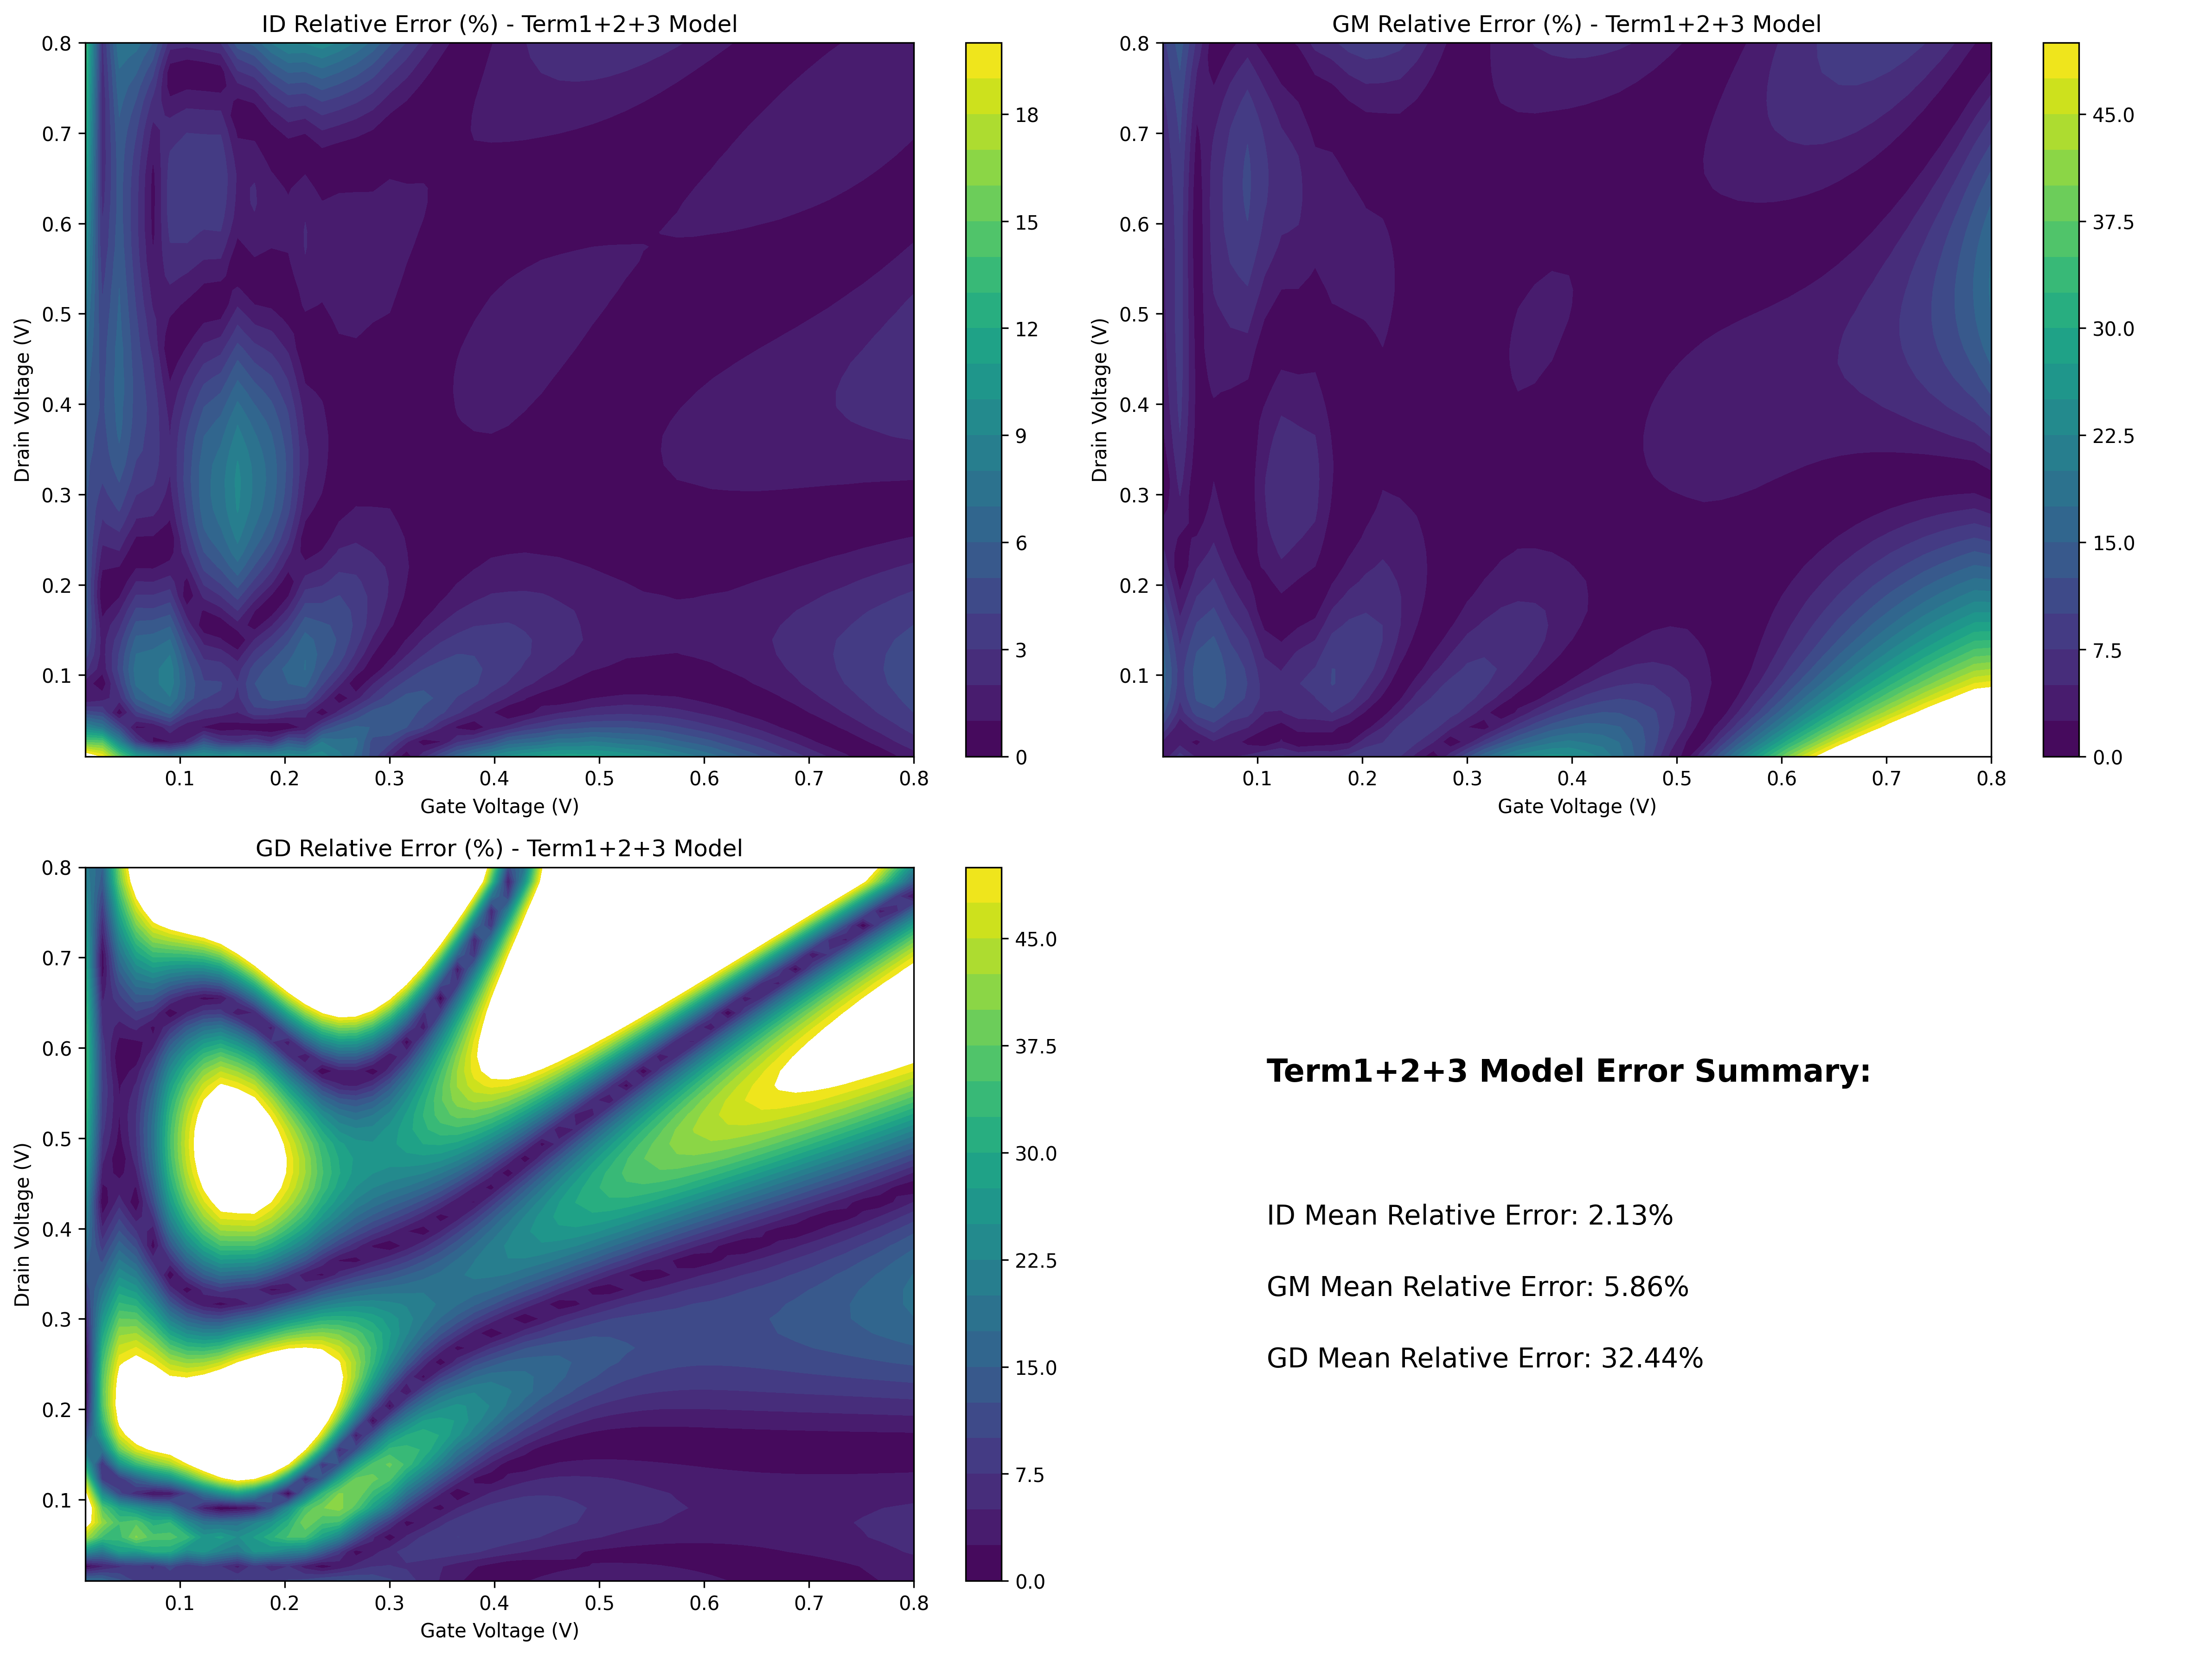 ID Relative Error (%) - Term1+2+3 Model
0.8
0.7
0.6
0.5
0.4
0.3
0.2
0.1
Drain Voltage (V)
0.1 0.2 0.3 0.4 0.5 0.6 0.7 0.8
Gate Voltage (V)
18
15
12
9
6
3
0
GM Relative Error (%) - Term1+2+3 Model
0.8
0.7
0.6
0.5
0.4
0.3
0.2
0.1
Drain Voltage (V)
0.1 0.2 0.3 0.4 0.5 0.6 0.7 0.8
Gate Voltage (V)
45.0
37.5
30.0
22.5
15.0
7.5
0.0
GD Relative Error (%) - Term1+2+3 Model
0.8
0.7
0.6
0.5
0.4
0.3
0.2
0.1
Drain Voltage (V)
0.1 0.2 0.3 0.4 0.5 0.6 0.7 0.8
Gate Voltage (V)
45.0
37.5
30.0
22.5
15.0
7.5
0.0
Term1+2+3 Model Error Summary:
ID Mean Relative Error: 2.13%
GM Mean Relative Error: 5.86%
GD Mean Relative Error: 32.44%